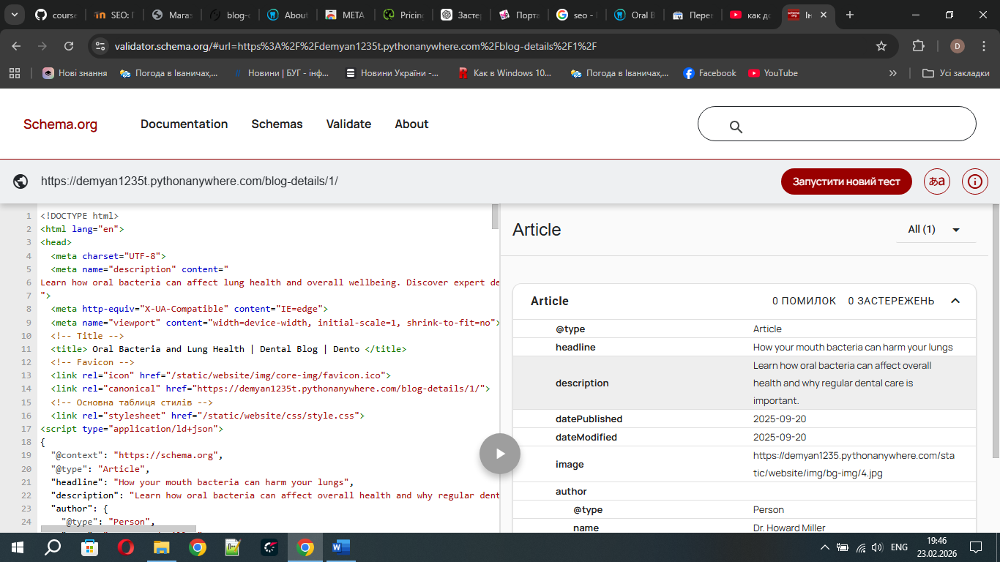 course
SEO: Г
Мага:
blog-
About
META
Pricin
Засте
Порта
seo -
Oral B
Перев
як до
Ін
validator.schema.org/#url=https%3A%2F%2Fdemyan1235t.pythonanywhere.com%2Fblog-details%2F1%2F
D
Нові знання
Погода в Іваничах,...
Новини | БУГ - інф...
Новини України -...
Как в Windows 10...
Погода в Іваничах,...
Facebook
YouTube
Усі закладки
Schema.org
Documentation
Schemas
Validate
About
https://demyan1235t.pythonanywhere.com/blog-details/1/
Запустити новий тест
あa
1 <!DOCTYPE html>
2 <html lang="en">
3 <head>
4 <meta charset="UTF-8">
5 <meta name="description" content="
6 Learn how oral bacteria can affect lung health and overall wellbeing. Discover expert de
7 ">
8 <meta http-equiv="X-UA-Compatible" content="IE=edge">
9 <meta name="viewport" content="width=device-width, initial-scale=1, shrink-to-fit=no">
10 <!-- Title -->
11 <title> Oral Bacteria and Lung Health | Dental Blog | Dento </title>
12 <!-- Favicon -->
13 <link rel="icon" href="/static/website/img/core-img/favicon.ico">
14 <link rel="canonical" href="https://demyan1235t.pythonanywhere.com/blog-details/1/">
15 <!-- Основна таблиця стилів -->
16 <link rel="stylesheet" href="/static/website/css/style.css">
17 <script type="application/ld+json">
18 {
19 "@context": "https://schema.org",
20 "@type": "Article",
21 "headline": "How your mouth bacteria can harm your lungs",
22 "description": "Learn how oral bacteria can affect overall health and why regular dent
23 "author": {
24 "@type": "Person",
Article
All (1)
Article 0 ПОМИЛОК 0 ЗАСТЕРЕЖЕНЬ
@type Article
headline How your mouth bacteria can harm your lungs
description Learn how oral bacteria can affect overall
health and why regular dental care is
important.
datePublished 2025-09-20
dateModified 2025-09-20
image https://demyan1235.pythonanywhere.com/sta
tic/website/img/bg-img/4.jpg
author
@type Person
name Dr. Howard Miller
ENG
19:46
23.02.2026